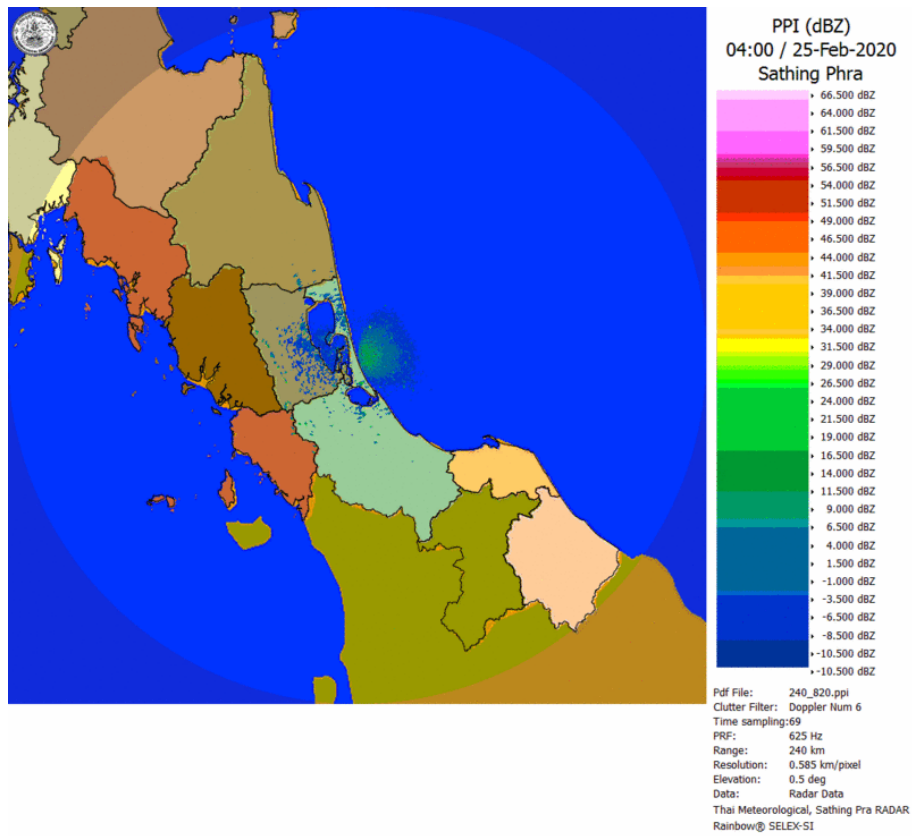 PPI (dBZ)
04:00 / 25-Feb-2020
Sathing Phra
66.500 dBZ
64.000 dBZ
61.500 dBZ
59.500 dBZ
56.500 dBZ
54.000 dBZ
51.500 dBZ
49.000 dBZ
46.500 dBZ
44.000 dBZ
41.500 dBZ
39.000 dBZ
36.500 dBZ
34.000 dBZ
31.500 dBZ
29.000 dBZ
26.500 dBZ
24.000 dBZ
21.500 dBZ
19.000 dBZ
16.500 dBZ
14.000 dBZ
11.500 dBZ
9.000 dBZ
6.500 dBZ
4.000 dBZ
1.500 dBZ
-1.000 dBZ
-3.500 dBZ
-6.500 dBZ
-8.500 dBZ
-10.500 dBZ
-10.500 dBZ
Pdf File: 240_820.ppi
Clutter Filter: Doppler Num 6
Time sampling:69
PRF: 625 Hz
Range: 240 km
Resolution: 0.585 km/pixel
Elevation: 0.5 deg
Data: Radar Data
Thai Meteorological, Sathing Pra RADAR
Rainbow® SELEX-SI